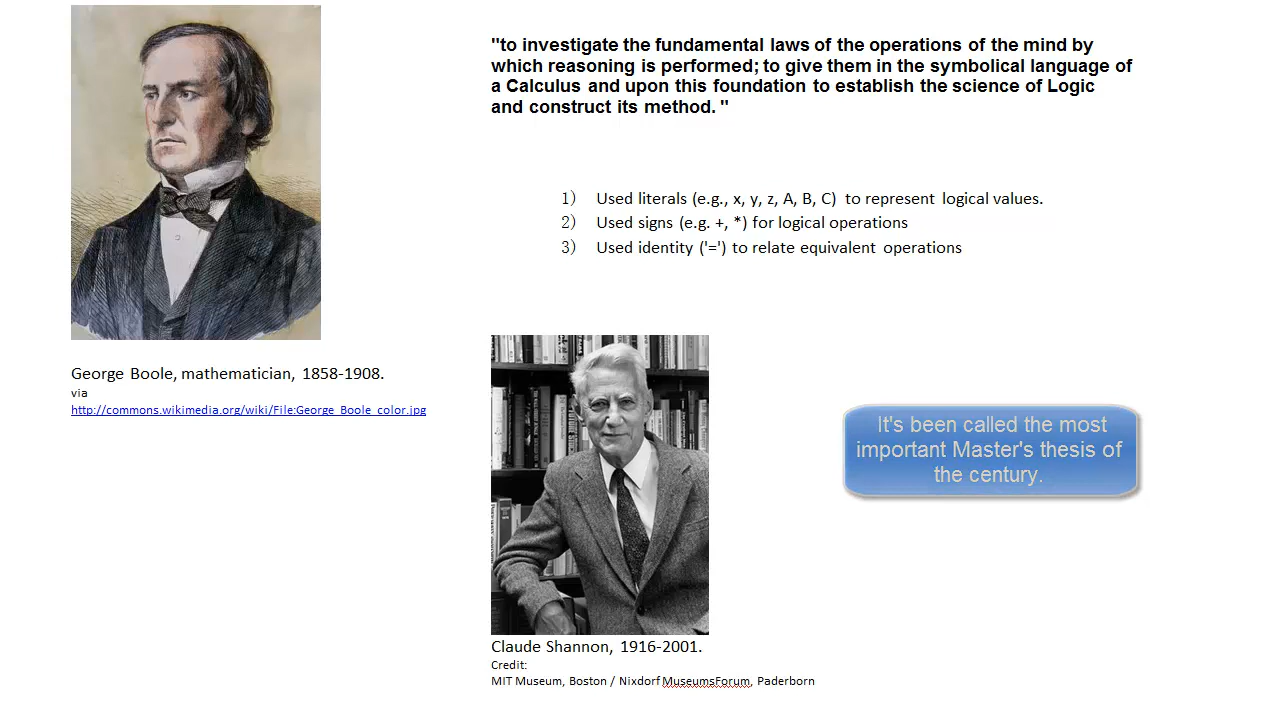 "to investigate the fundamental laws of the operations of the mind by
which reasoning is performed; to give them in the symbolical language of
a Calculus and upon this foundation to establish the science of Logic
and construct its method. "
1) Used literals (e.g., x, y, z, A, B, C) to represent logical values.
2) Used signs (e.g. +, *) for logical operations
3) Used identity ('=') to relate equivalent operations
George Boole, mathematician, 1858-1908.
via
http://commons.wikimedia.org/wiki/File:George_Boole_color.jpg
It's been called the most
important Master's thesis of
the century.
Claude Shannon, 1916-2001.
Credit:
MIT Museum, Boston / Nixdorf MuseumsForum, Paderborn